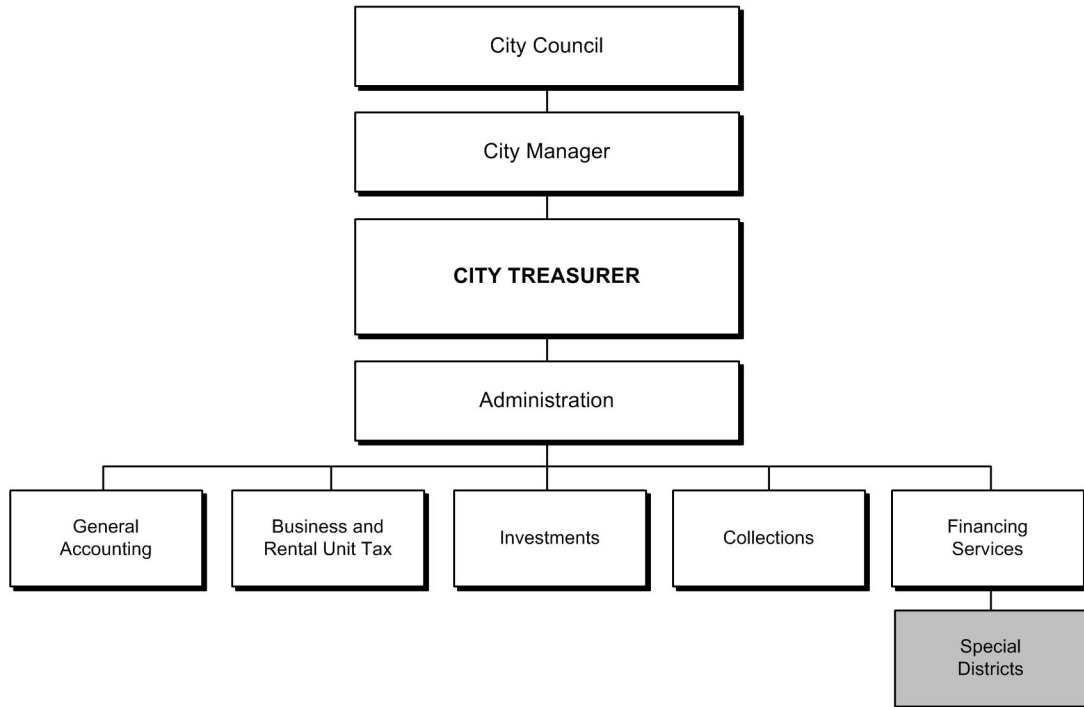 City Council
City Manager
CITY TREASURER
Administration
General
Accounting
Business and
Rental Unit Tax
Investments
Collections
Financing
Services
Special
Districts